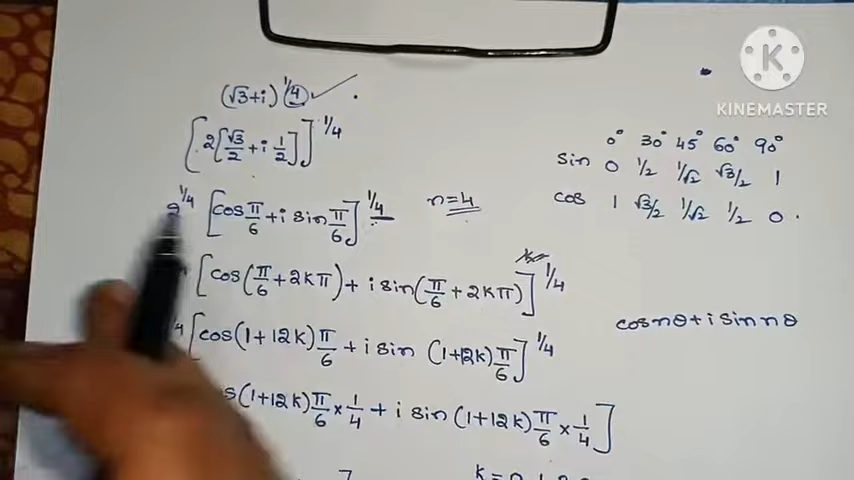 KINEMASTER
(√3+i)^1/4
[2[√3/2 + i 1/2]]^1/4
0° 30° 45° 60° 90°
sin 0 1/2 1/√2 √3/2 1
cos 1 √3/2 1/√2 1/2 0
2^1/4 [cos π/6 + i sin π/6]^1/4 n=4
[cos(π/6 + 2kπ) + i sin(π/6 + 2kπ)]^1/4
cosnθ + i sin nθ
[cos(1+12k)π/6 + i sin (1+12k)π/6]^1/4
(1+12k)π/6 × 1/4 + i sin (1+12k)π/6 × 1/4]